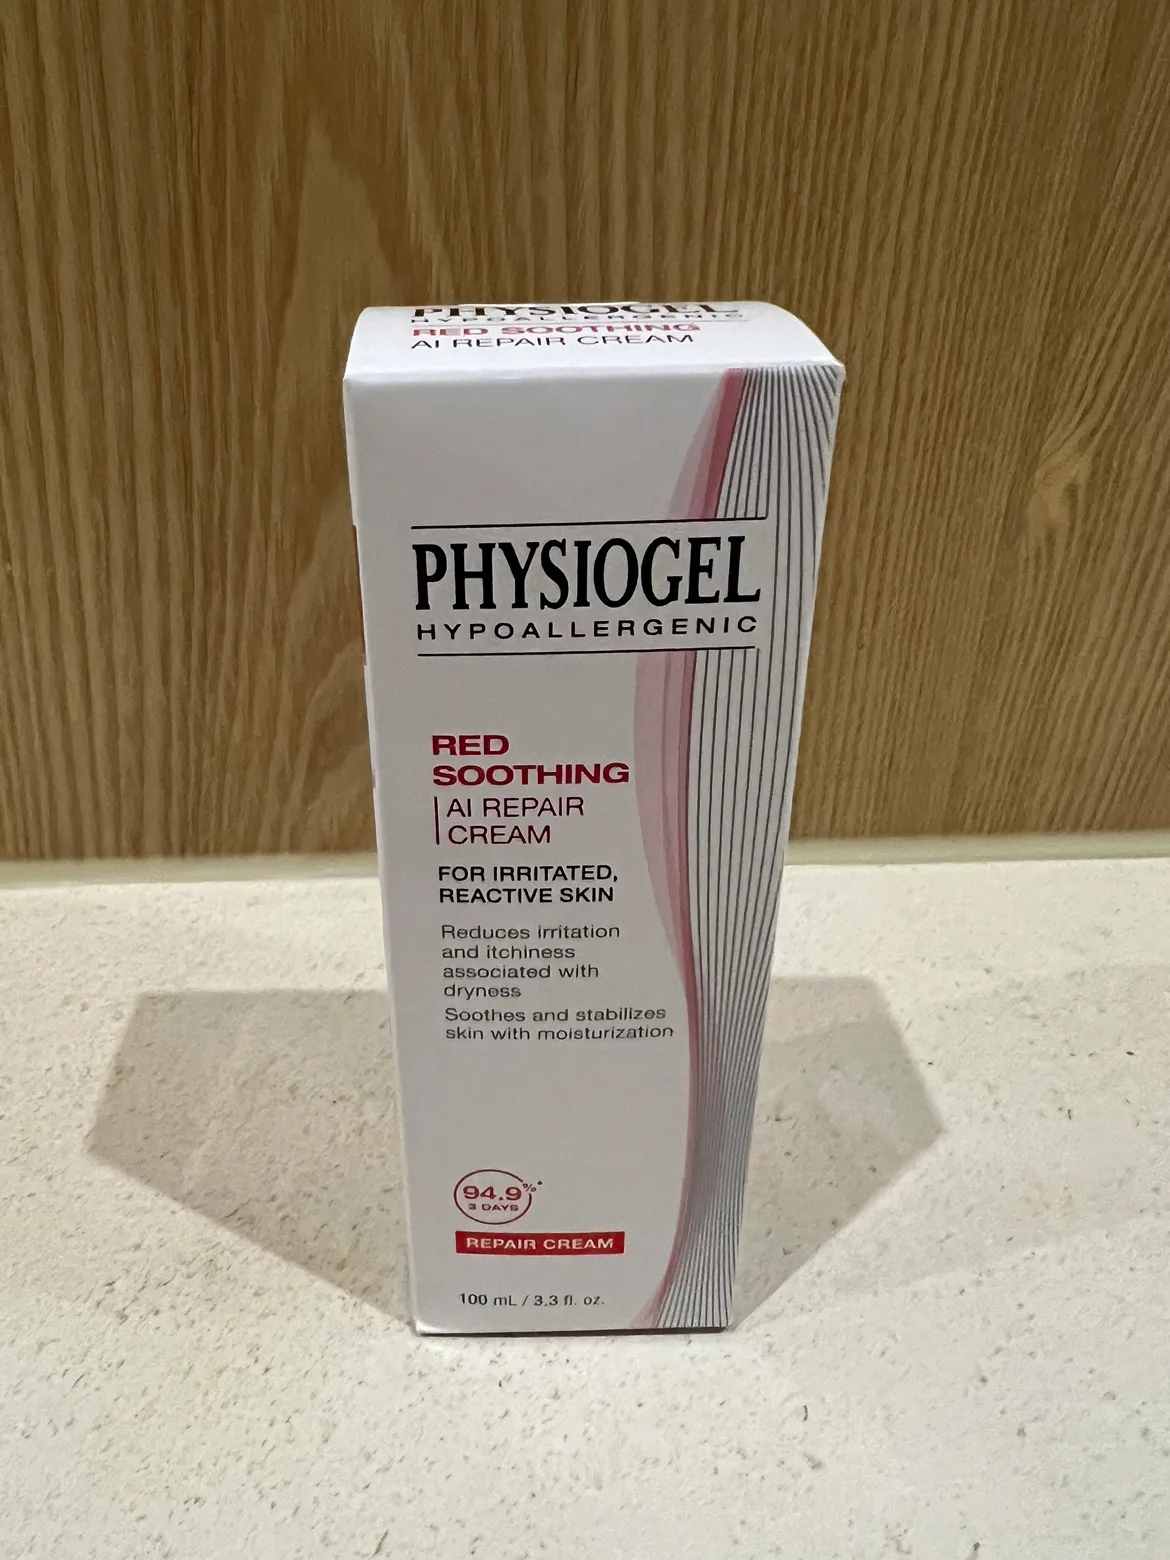 PHYSIOGEL
HYPOALLERGENIC
RED SOOTHING
AI REPAIR CREAM
PHYSIOGEL
HYPOALLERGENIC
RED
SOOTHING
AI REPAIR
CREAM
FOR IRRITATED,
REACTIVE SKIN
Reduces irritation
and itchiness
associated with
dryness
Soothes and stabilizes
skin with moisturization
94.9%*
3 DAYS
REPAIR CREAM
100 mL / 3.3 fl. oz.